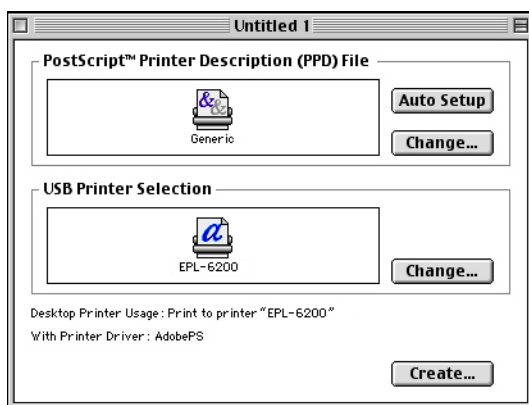 Untitled 1
PostScript™ Printer Description (PPD) File
Generic
Auto Setup
Change...
USB Printer Selection
EPL-6200
Change...
Desktop Printer Usage : Print to printer "EPL-6200"
With Printer Driver : AdobePS
Create...